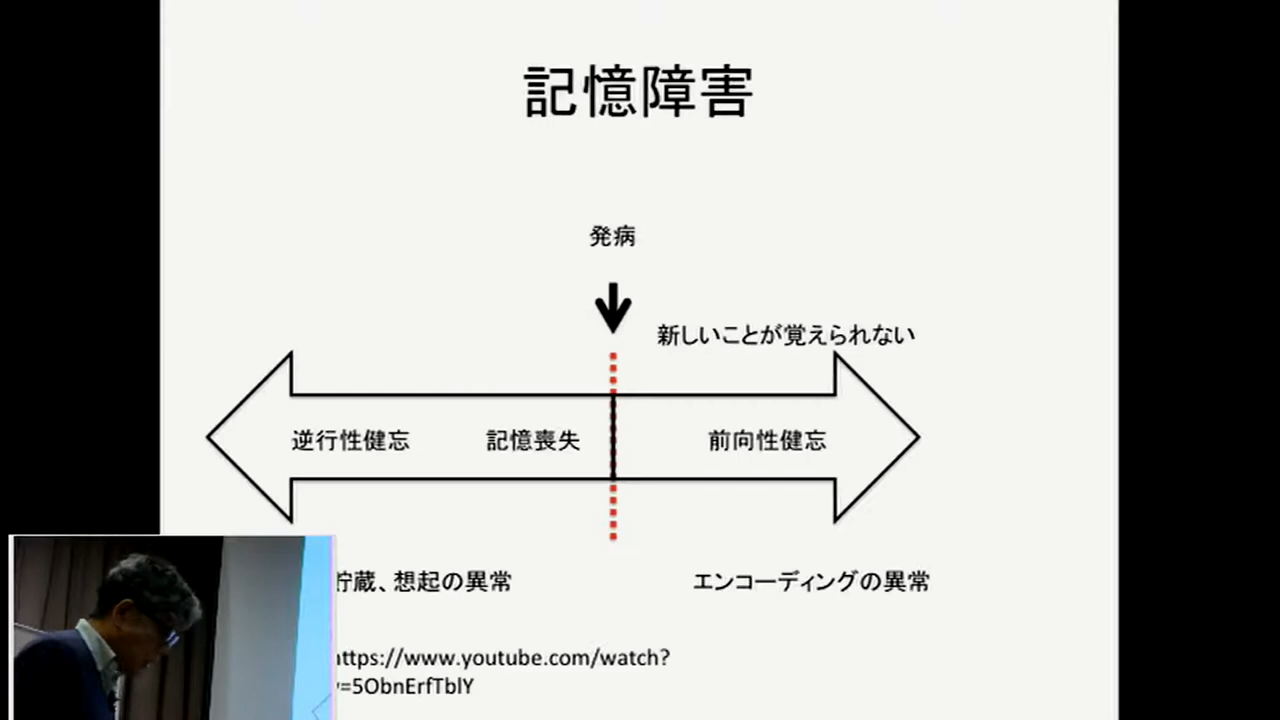 記憶障害
発病
新しいことが覚えられない
逆行性健忘 記憶喪失 前向性健忘
貯蔵、想起の異常 エンコーディングの異常
https://www.youtube.com/watch?
v=5ObnErfTblY